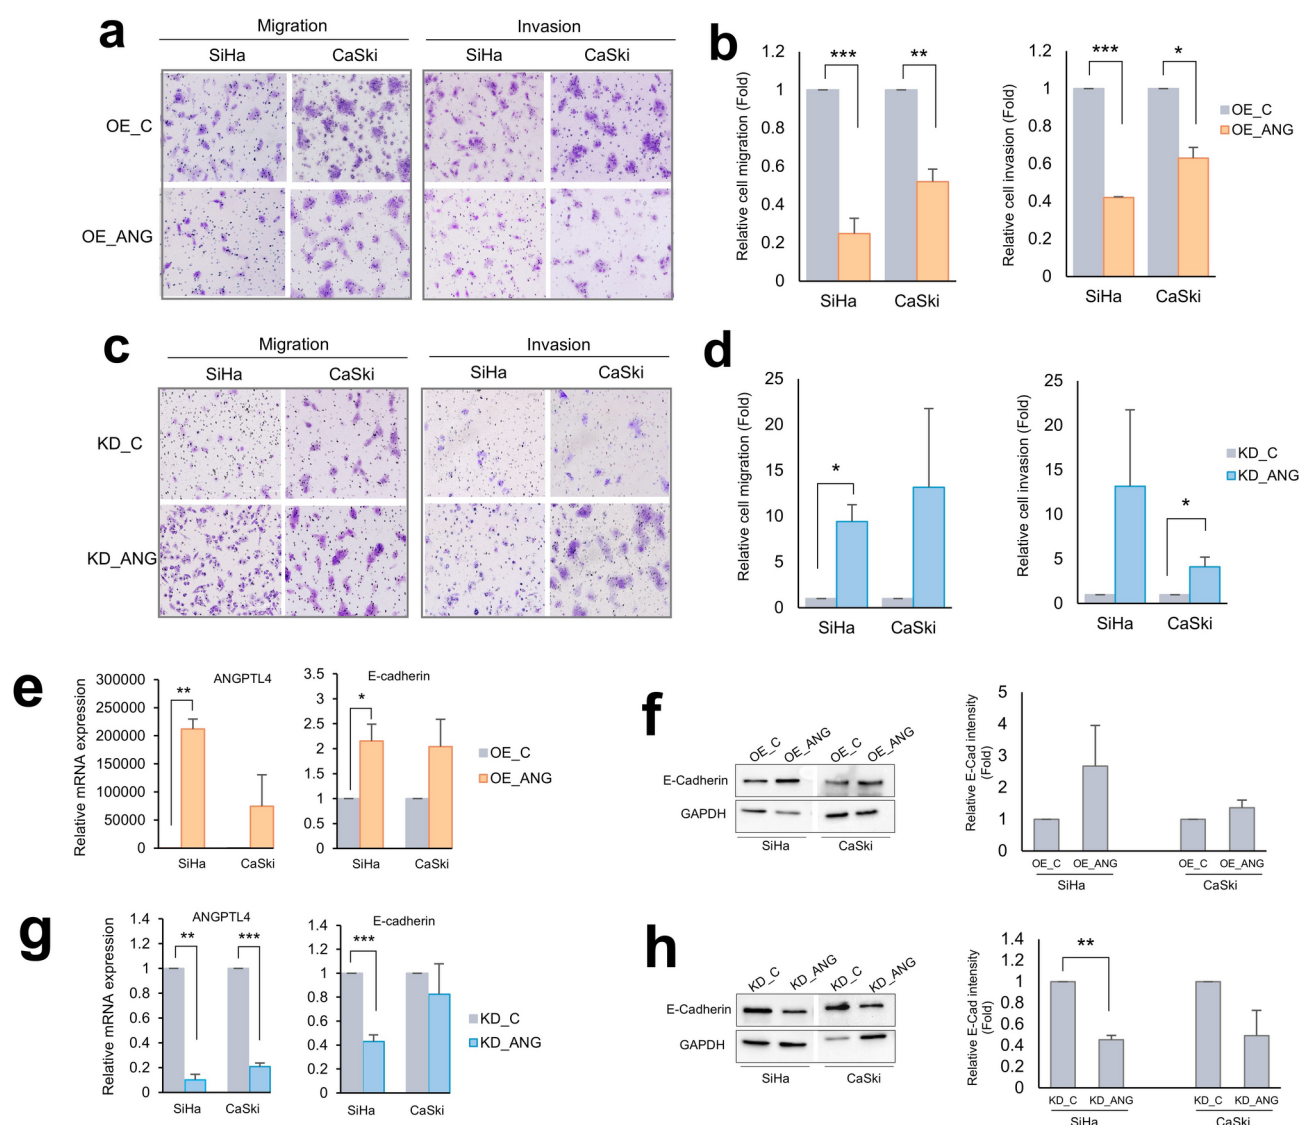 a
Migration
Invasion
SiHa
CaSki
SiHa
CaSki
OE_C
OE_ANG
b
Relative cell migration (Fold)
1.2
1
0.8
0.6
0.4
0.2
0
***
**
SiHa
CaSki
Relative cell invasion (Fold)
1.2
1
0.8
0.6
0.4
0.2
0
***
*
SiHa
CaSki
OE_C
OE_ANG
c
Migration
Invasion
SiHa
CaSki
SiHa
CaSki
KD_C
KD_ANG
d
Relative cell migration (Fold)
25
20
15
10
5
0
*
SiHa
CaSki
Relative cell invasion (Fold)
25
20
15
10
5
0
*
SiHa
CaSki
KD_C
KD_ANG
e
Relative mRNA expression
ANGPTL4
300000
250000
200000
150000
100000
50000
0
**
SiHa
CaSki
E-cadherin
3.5
3
2.5
2
1.5
1
0.5
0
*
SiHa
CaSki
OE_C
OE_ANG
f
OE_C
OE_ANG
OE_C
OE_ANG
E-Cadherin
GAPDH
SiHa
CaSki
Relative E-Cad intensity
(Fold)
5
4
3
2
1
0
OE_C
OE_ANG
OE_C
OE_ANG
SiHa
CaSki
g
Relative mRNA expression
ANGPTL4
1.4
1.2
1
0.8
0.6
0.4
0.2
0
**
***
SiHa
CaSki
E-cadherin
1.4
1.2
1
0.8
0.6
0.4
0.2
0
***
SiHa
CaSki
KD_C
KD_ANG
h
KD_C
KD_ANG
KD_C
KD_ANG
E-Cadherin
GAPDH
SiHa
CaSki
Relative E-Cad intensity
(Fold)
1.4
1.2
1
0.8
0.6
0.4
0.2
0
**
KD_C
KD_ANG
KD_C
KD_ANG
SiHa
CaSki